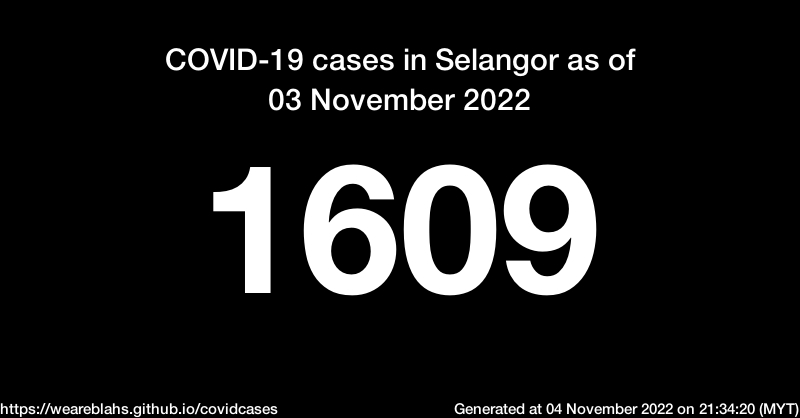 COVID-19 cases in Selangor as of
03 November 2022
1609
https://weareblahs.github.io/covidcases
Generated at 04 November 2022 on 21:34:20 (MYT)